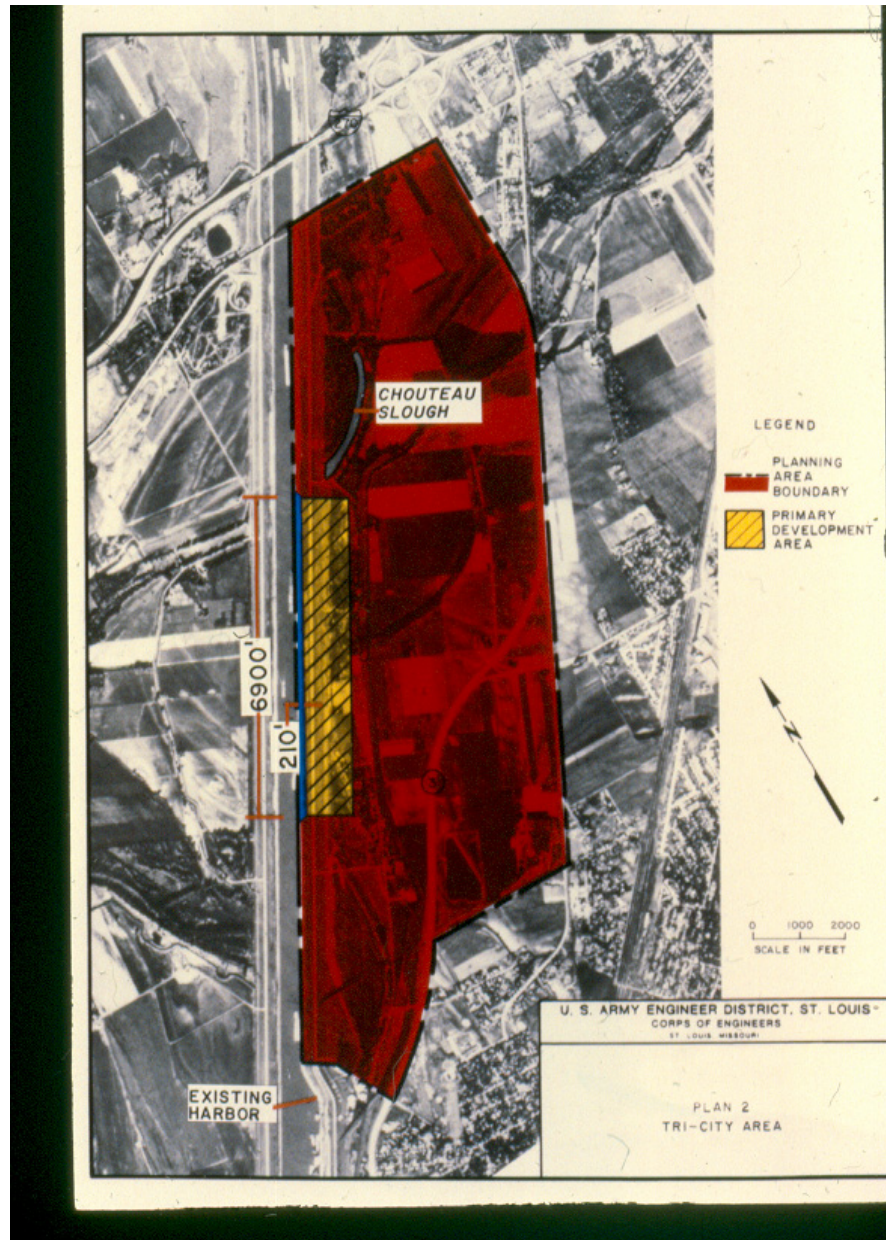 CHOUTEAU
SLOUGH
LEGEND
PLANNING
AREA
BOUNDARY
PRIMARY
DEVELOPMENT
AREA
6900'
210'
N
0 1000 2000
SCALE IN FEET
EXISTING
HARBOR
U. S. ARMY ENGINEER DISTRICT, ST. LOUIS
CORPS OF ENGINEERS
ST. LOUIS, MISSOURI
PLAN 2
TRI-CITY AREA